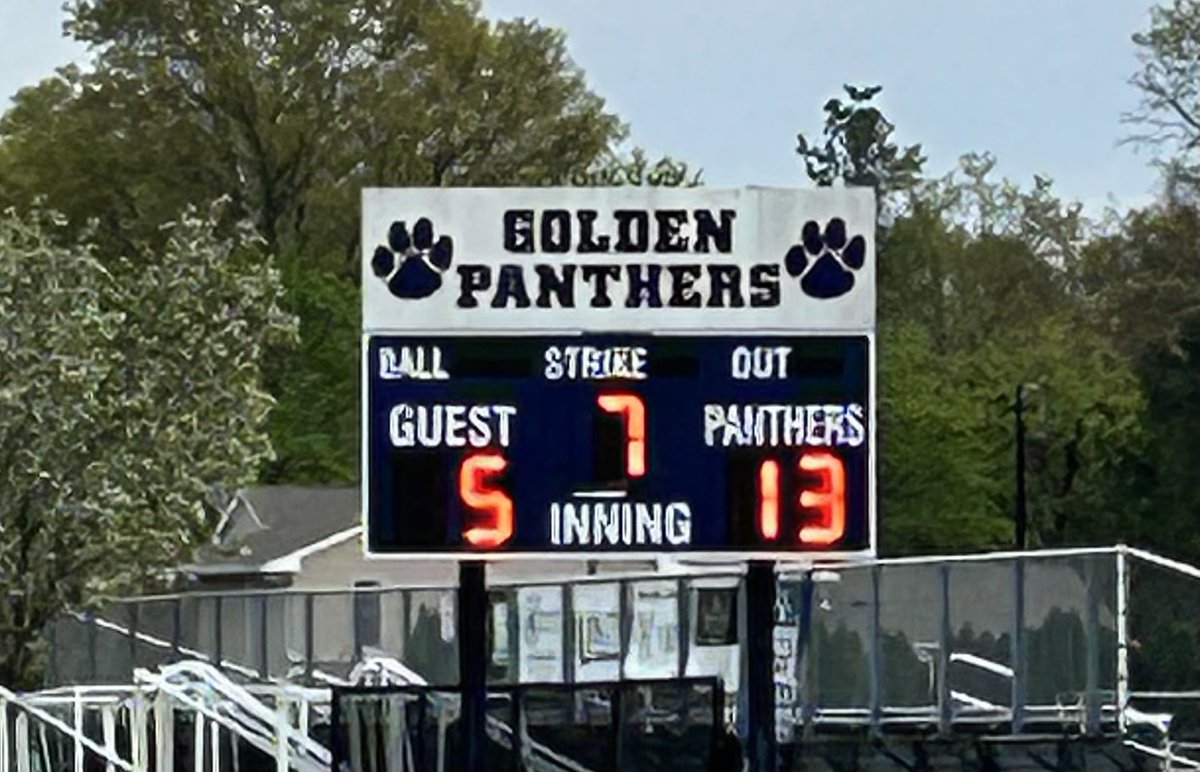 GOLDEN
PANTHERS
BALL STRIKE OUT
GUEST 7 PANTHERS
5 INNING 13